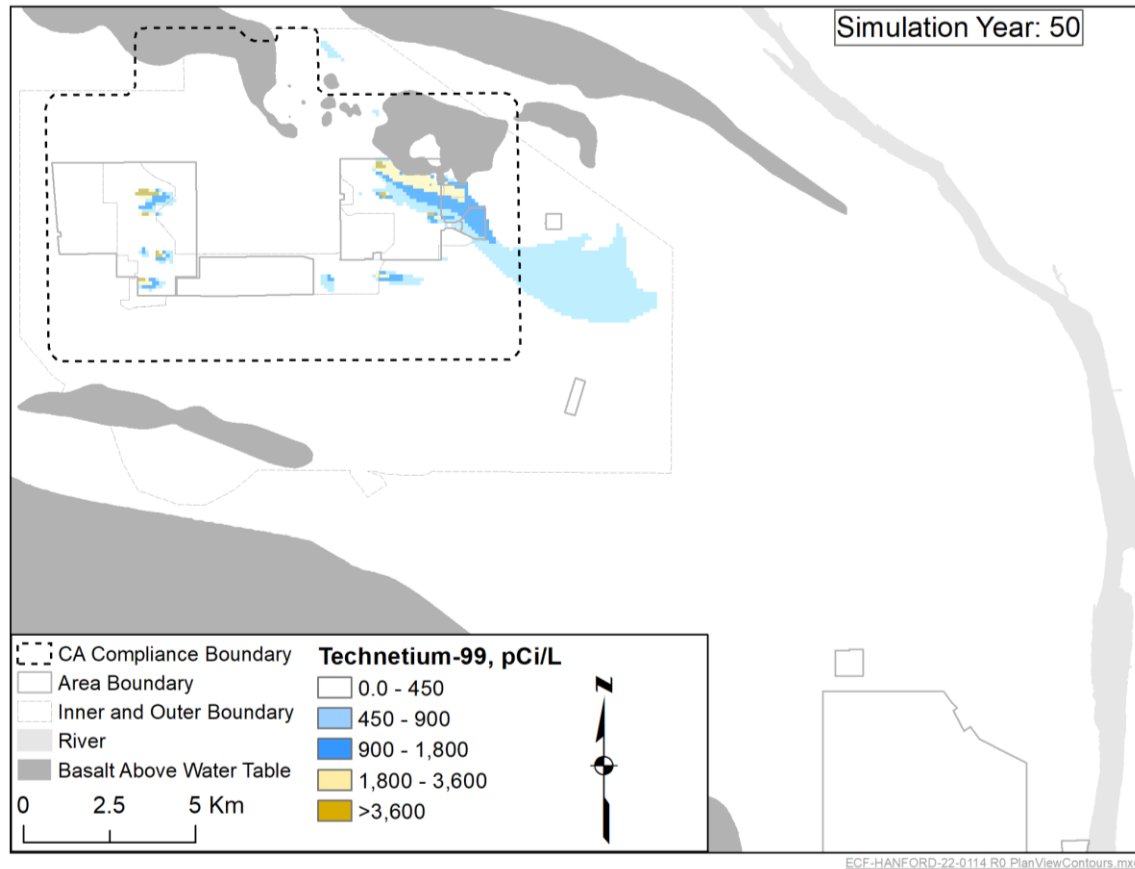 Simulation Year: 50
CA Compliance Boundary
Area Boundary
Inner and Outer Boundary
River
Basalt Above Water Table
0 2.5 5 Km
Technetium-99, pCi/L
0.0 - 450
450 - 900
900 - 1,800
1,800 - 3,600
>3,600
N
ECF-HANFORD-22-0114 R0 PlanViewContours.mxd